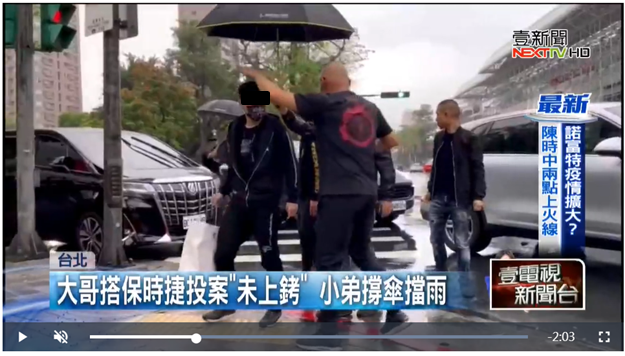 壹新聞
NEXTTV HD
最新
諾富特疫情擴大?
陳時中兩點上火線
台北
大哥搭保時捷投案"未上銬" 小弟撐傘擋雨
壹電視
新聞台
-2:03